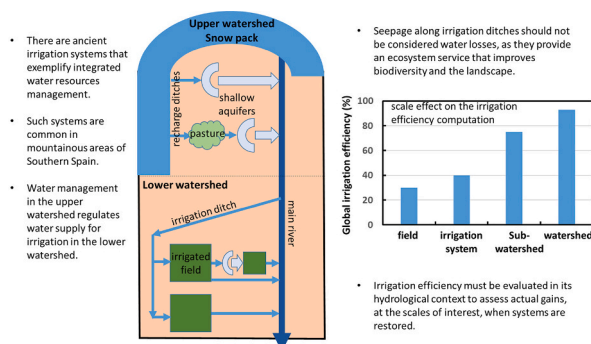 • There are ancient
irrigation systems that
exemplify integrated
water resources
management.
• Such systems are
common in
mountainous areas of
Southern Spain.
• Water management
in the upper
watershed regulates
water supply for
irrigation in the lower
watershed.
Upper watershed
Snow pack
recharge ditches
shallow
aquifers
pasture
Lower watershed
irrigation ditch
main river
irrigated
field
• Seepage along irrigation ditches should not
be considered water losses, as they provide
an ecosystem service that improves
biodiversity and the landscape.
Global irrigation efficiency (%)
100
80
60
40
20
0
scale effect on the irrigation
efficiency computation
field
irrigation
system
Sub-
watershed
watershed
• Irrigation efficiency must be evaluated in its
hydrological context to assess actual gains,
at the scales of interest, when systems are
restored.